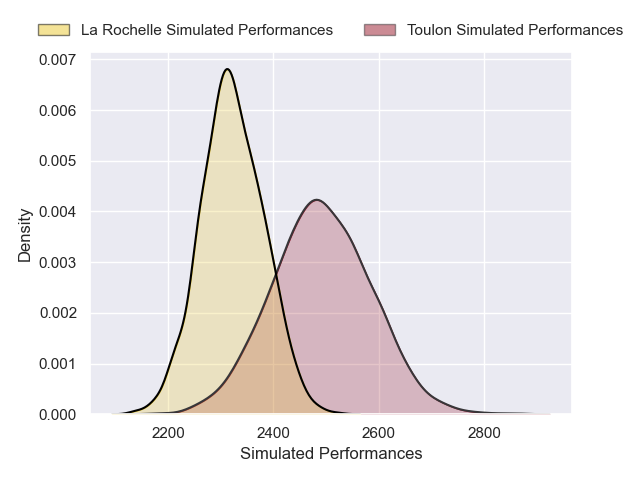 La Rochelle Simulated Performances Toulon Simulated Performances
0.007
0.006
0.005
0.004
0.003
0.002
0.001
0.000
Density
2200 2400 2600 2800
Simulated Performances